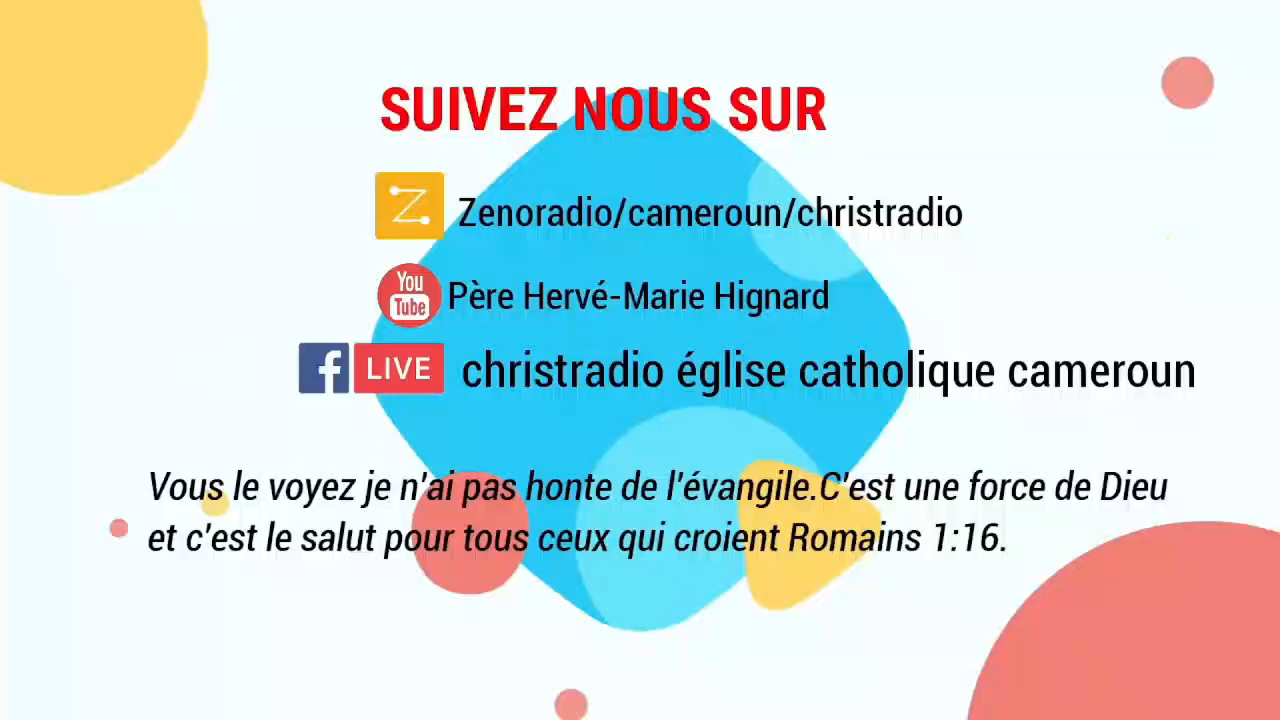 SUIVEZ NOUS SUR
Zenoradio/cameroun/christradio
You
Tube
Père Hervé-Marie Hignard
f LIVE christradio église catholique cameroun
Vous le voyez je n'ai pas honte de l'évangile.C'est une force de Dieu
et c'est le salut pour tous ceux qui croient Romains 1:16.